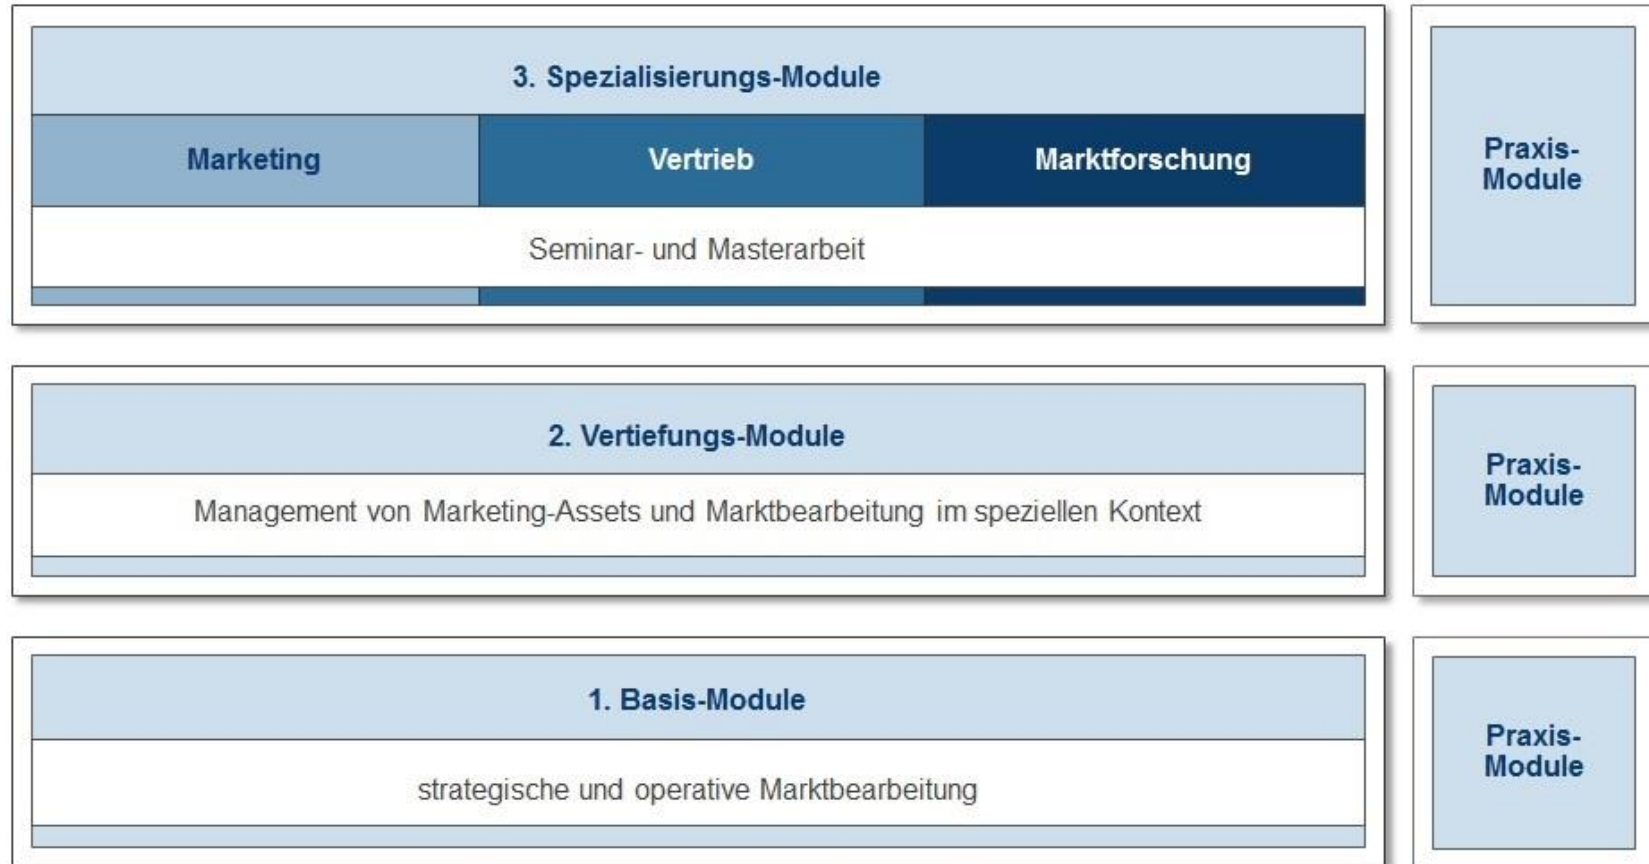 3. Spezialisierungs-Module
Marketing
Vertrieb
Marktforschung
Seminar- und Masterarbeit
Praxis-
Module
2. Vertiefungs-Module
Management von Marketing-Assets und Marktbearbeitung im speziellen Kontext
Praxis-
Module
1. Basis-Module
strategische und operative Marktbearbeitung
Praxis-
Module